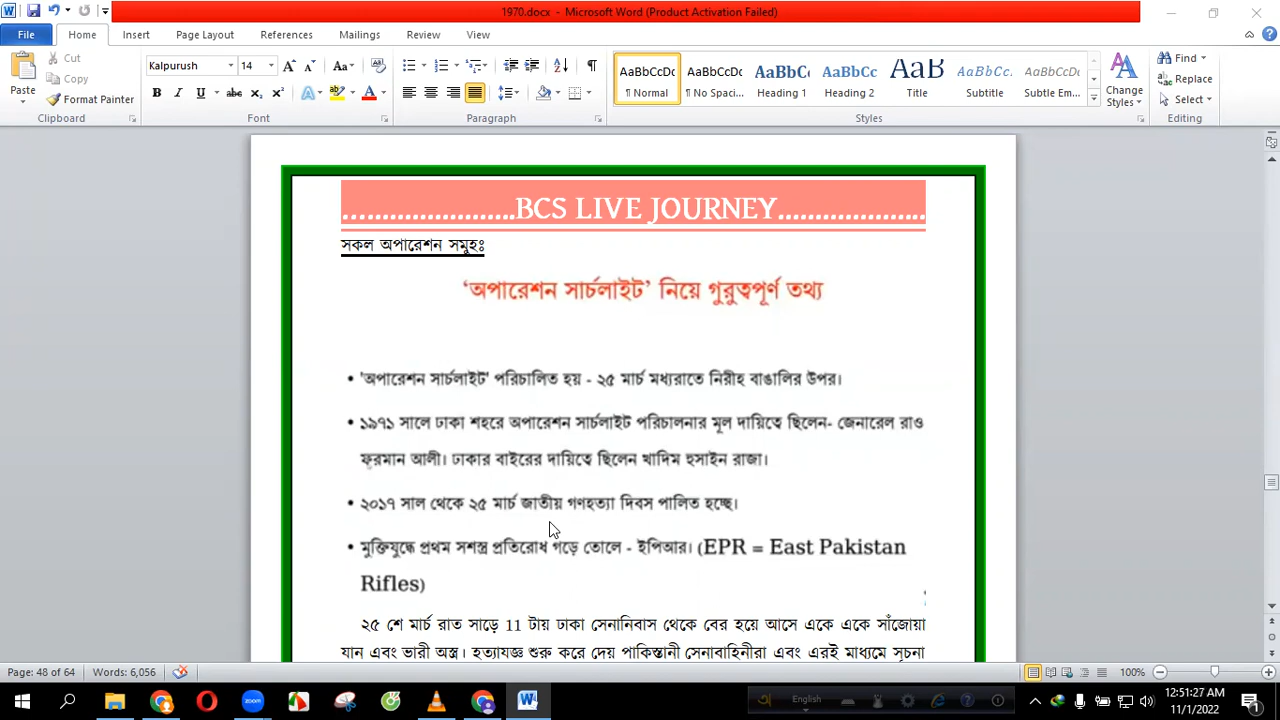 1970.docx - Microsoft Word (Product Activation Failed)
File Home Insert Page Layout References Mailings Review View
Cut
Copy
Format Painter
Paste
Clipboard
Kalpurush 14
Font
Paragraph
AaBbCcDc AaBbCcDc AaBbC AaBbCc AaB AaBbCc. AaBbCcDc
¶ Normal ¶ No Spaci... Heading 1 Heading 2 Title Subtitle Subtle Em...
Styles
Change Styles
Find
Replace
Select
Editing
......................BCS LIVE JOURNEY...................
সকল অপারেশন সমুহঃ
‘অপারেশন সার্চলাইট’ নিয়ে গুরুত্বপূর্ণ তথ্য
• 'অপারেশন সার্চলাইট' পরিচালিত হয় - ২৫ মার্চ মধ্যরাতে নিরীহ বাঙালির উপর।
• ১৯৭১ সালে ঢাকা শহরে অপারেশন সার্চলাইট পরিচালনার মূল দায়িত্বে ছিলেন- জেনারেল রাও
ফরমান আলী। ঢাকার বাইরের দায়িত্বে ছিলেন খাদিম হুসাইন রাজা।
• ২০১৭ সাল থেকে ২৫ মার্চ জাতীয় গণহত্যা দিবস পালিত হচ্ছে।
• মুক্তিযুদ্ধে প্রথম সশস্ত্র প্রতিরোধ গড়ে তোলে - ইপিআর। (EPR = East Pakistan
Rifles)
২৫ শে মার্চ রাত সাড়ে 11 টায় ঢাকা সেনানিবাস থেকে বের হয়ে আসে একে একে সাঁজোয়া
যান এবং ভারী অস্ত্র। হত্যাযজ্ঞ শুরু করে দেয় পাকিস্তানী সেনাবাহিনীরা এবং এরই মাধ্যমে সূচনা
Page: 48 of 64 Words: 6,056 100%
zoom
English
12:51:27 AM
11/1/2022